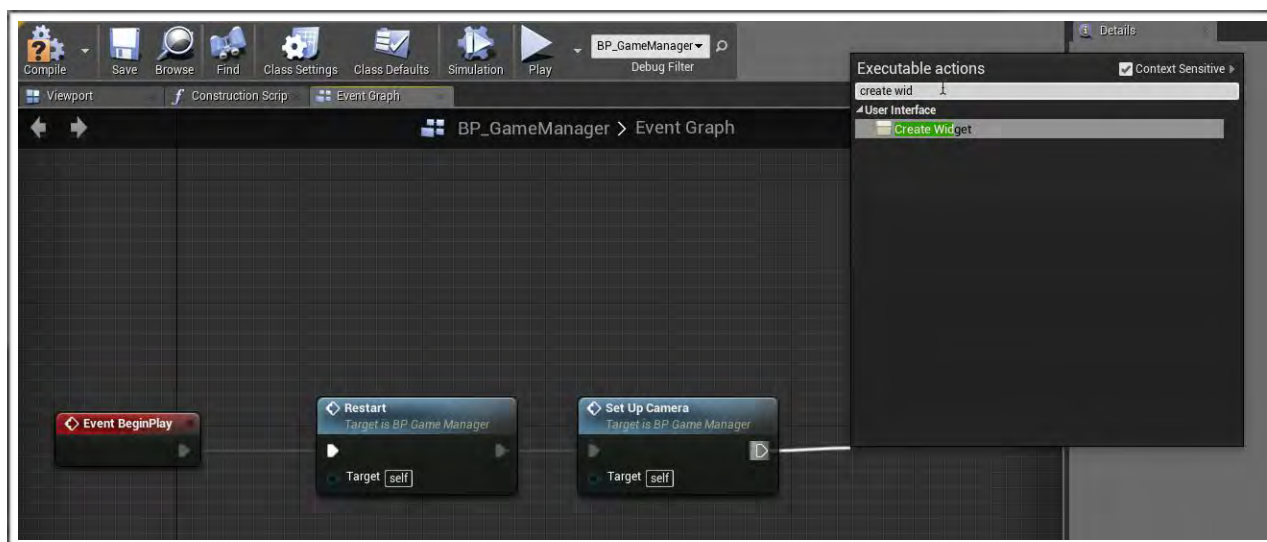 Details
BP_GameManager
Compile Save Browse Find Class Settings Class Defaults Simulation Play Debug Filter
Executable actions Context Sensitive
create wid
User Interface
Create Widget
Viewport Construction Scrip Event Graph
BP_GameManager > Event Graph
Event BeginPlay
Restart
Target is BP Game Manager
Target self
Set Up Camera
Target is BP Game Manager
Target self